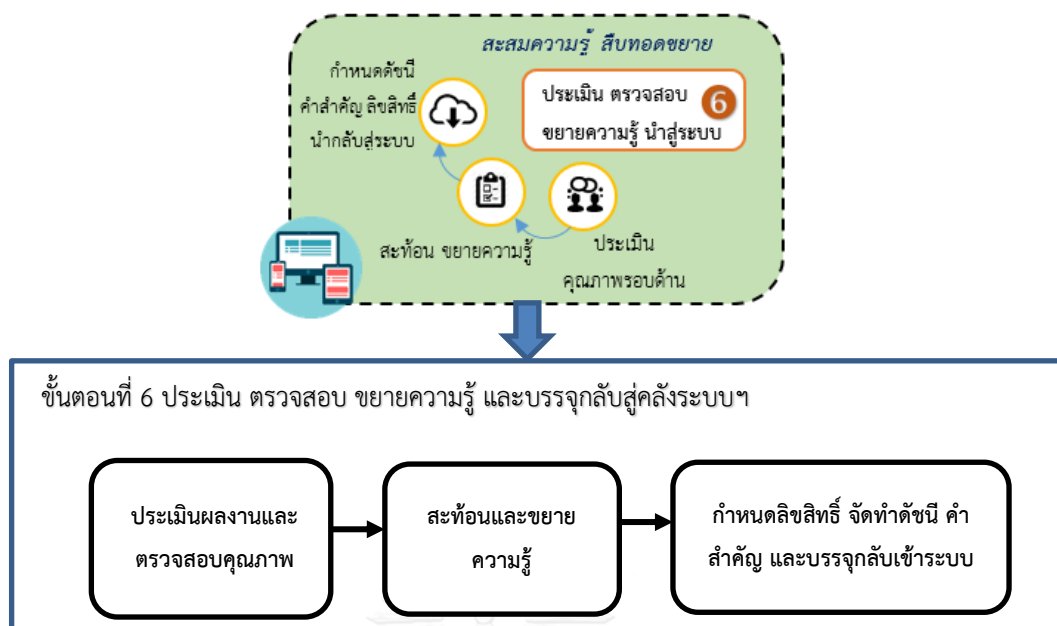 สะสมความรู้ สืบทอดขยาย
กำหนดดัชนี
คำสำคัญ ลิขสิทธิ์
นำกลับสู่ระบบ
ประเมิน ตรวจสอบ
ขยายความรู้ นำสู่ระบบ
6
สะท้อน ขยายความรู้
ประเมิน
คุณภาพรอบด้าน
ขั้นตอนที่ 6 ประเมิน ตรวจสอบ ขยายความรู้ และบรรจุกลับสู่คลังระบบฯ
ประเมินผลงานและ
ตรวจสอบคุณภาพ
สะท้อนและขยาย
ความรู้
กำหนดลิขสิทธิ์ จัดทำดัชนี คำ
สำคัญ และบรรจุกลับเข้าระบบ